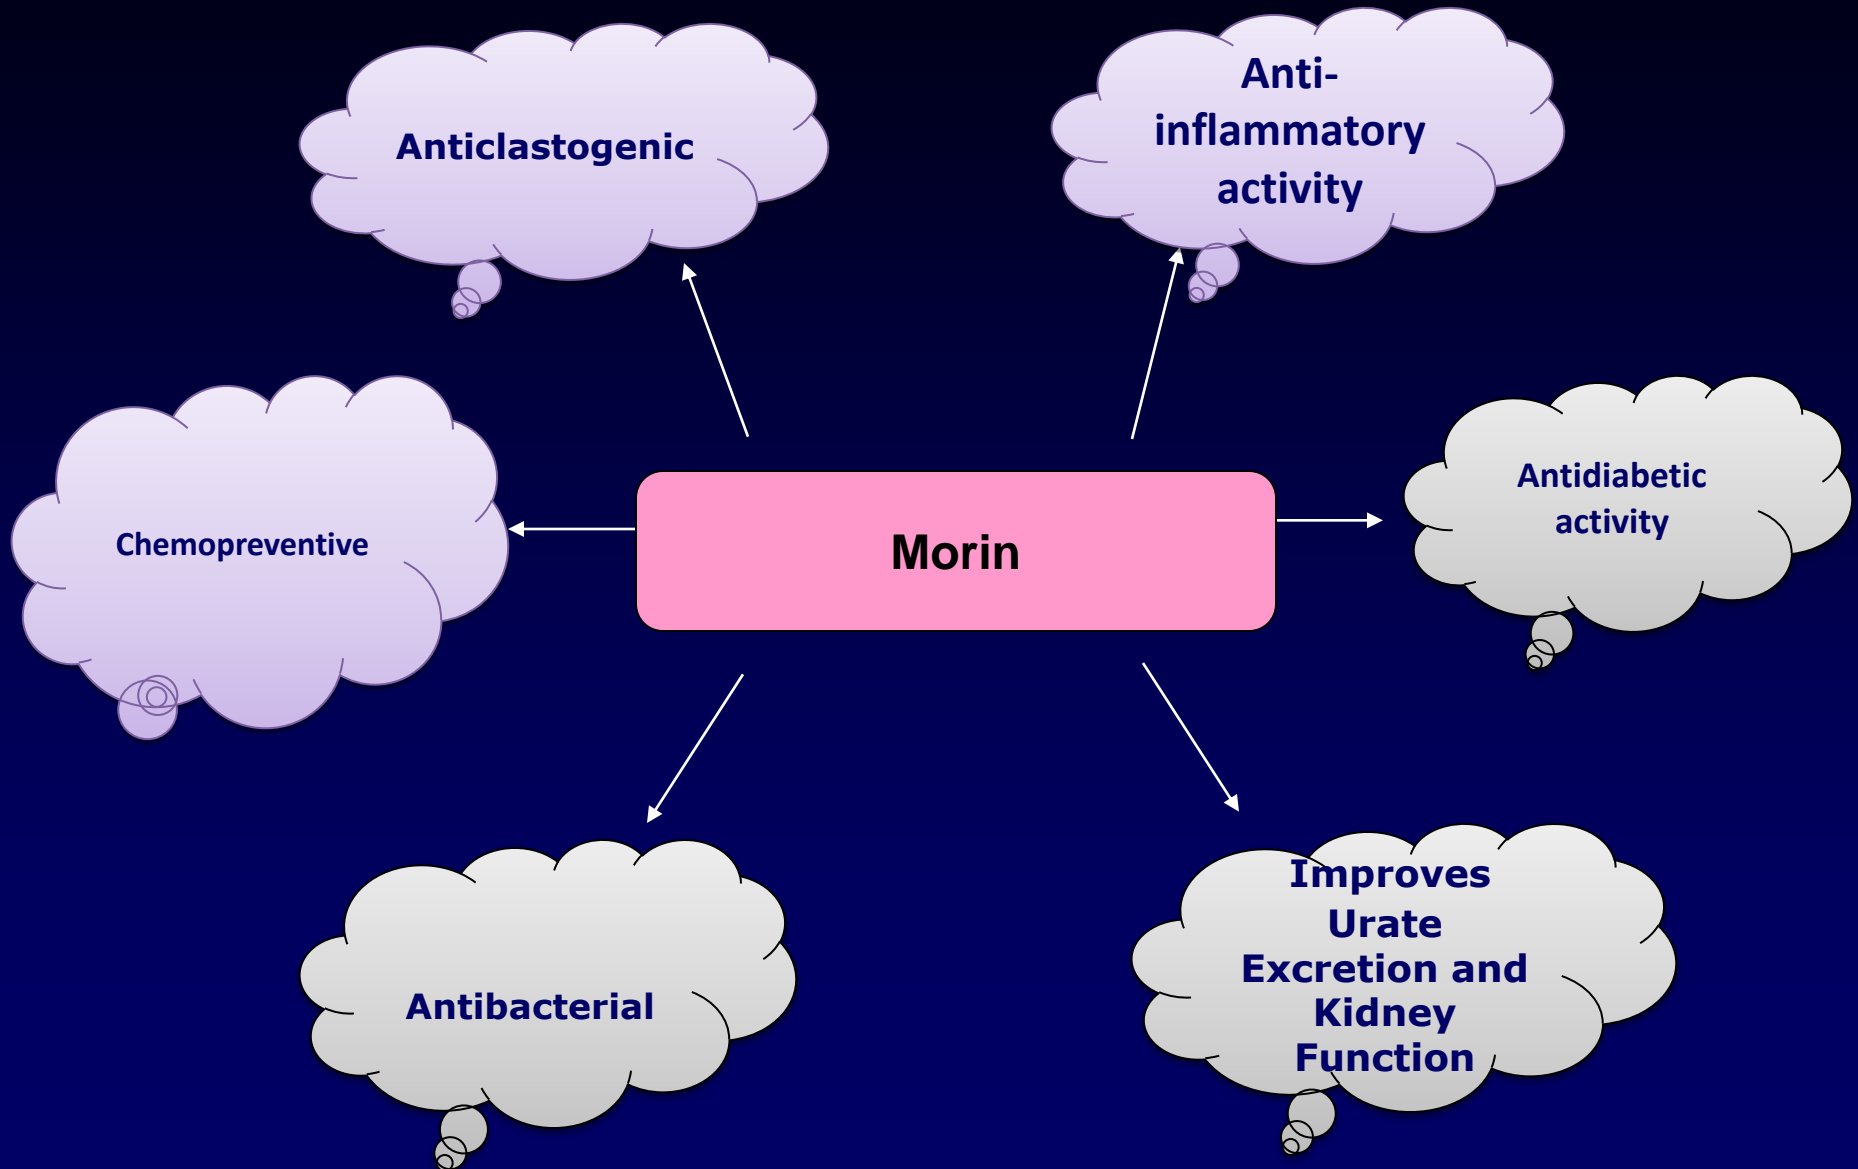 Anticlastogenic
Anti-
inflammatory
activity
Chemopreventive
Morin
Antidiabetic
activity
Antibacterial
Improves
Urate
Excretion and
Kidney
Function